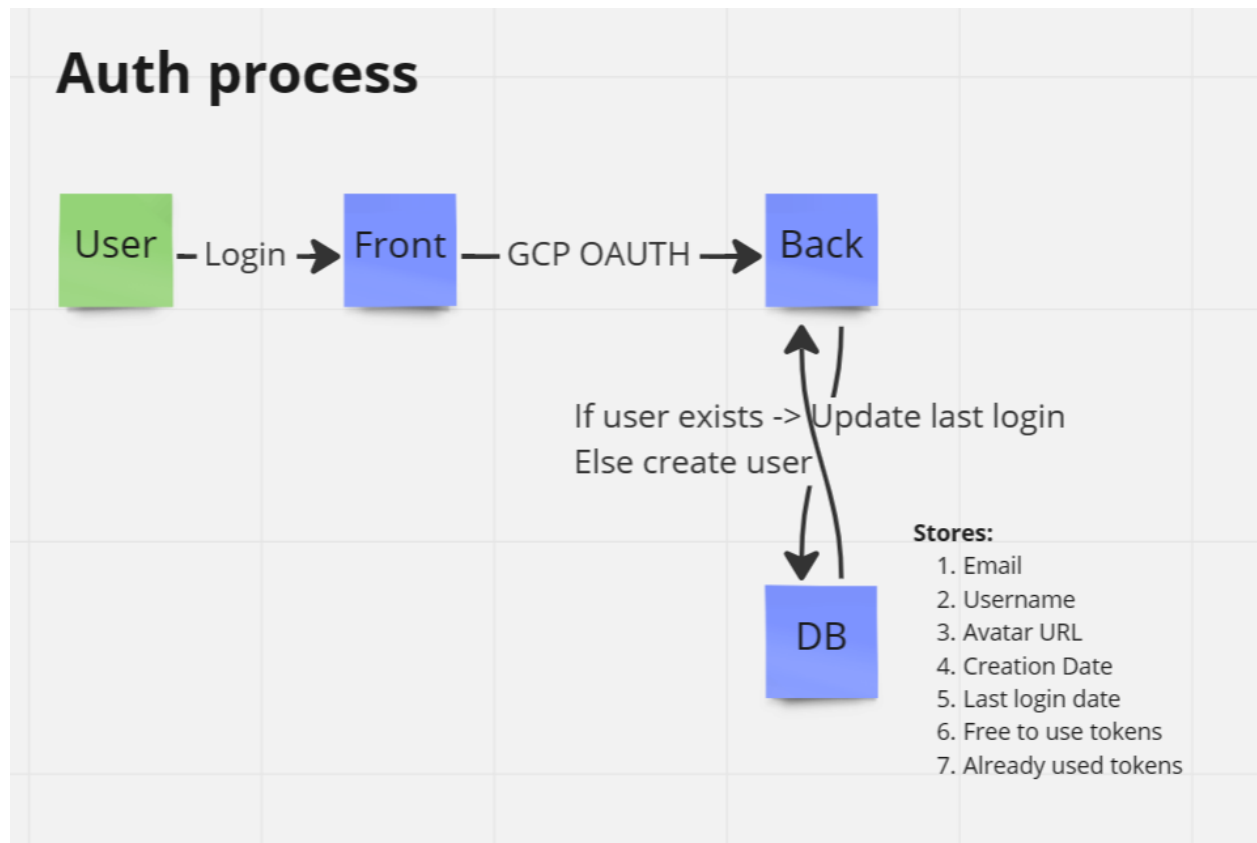 Auth process
User
Login
Front
GCP OAUTH
Back
If user exists -> Update last login
Else create user
DB
Stores:
1. Email
2. Username
3. Avatar URL
4. Creation Date
5. Last login date
6. Free to use tokens
7. Already used tokens